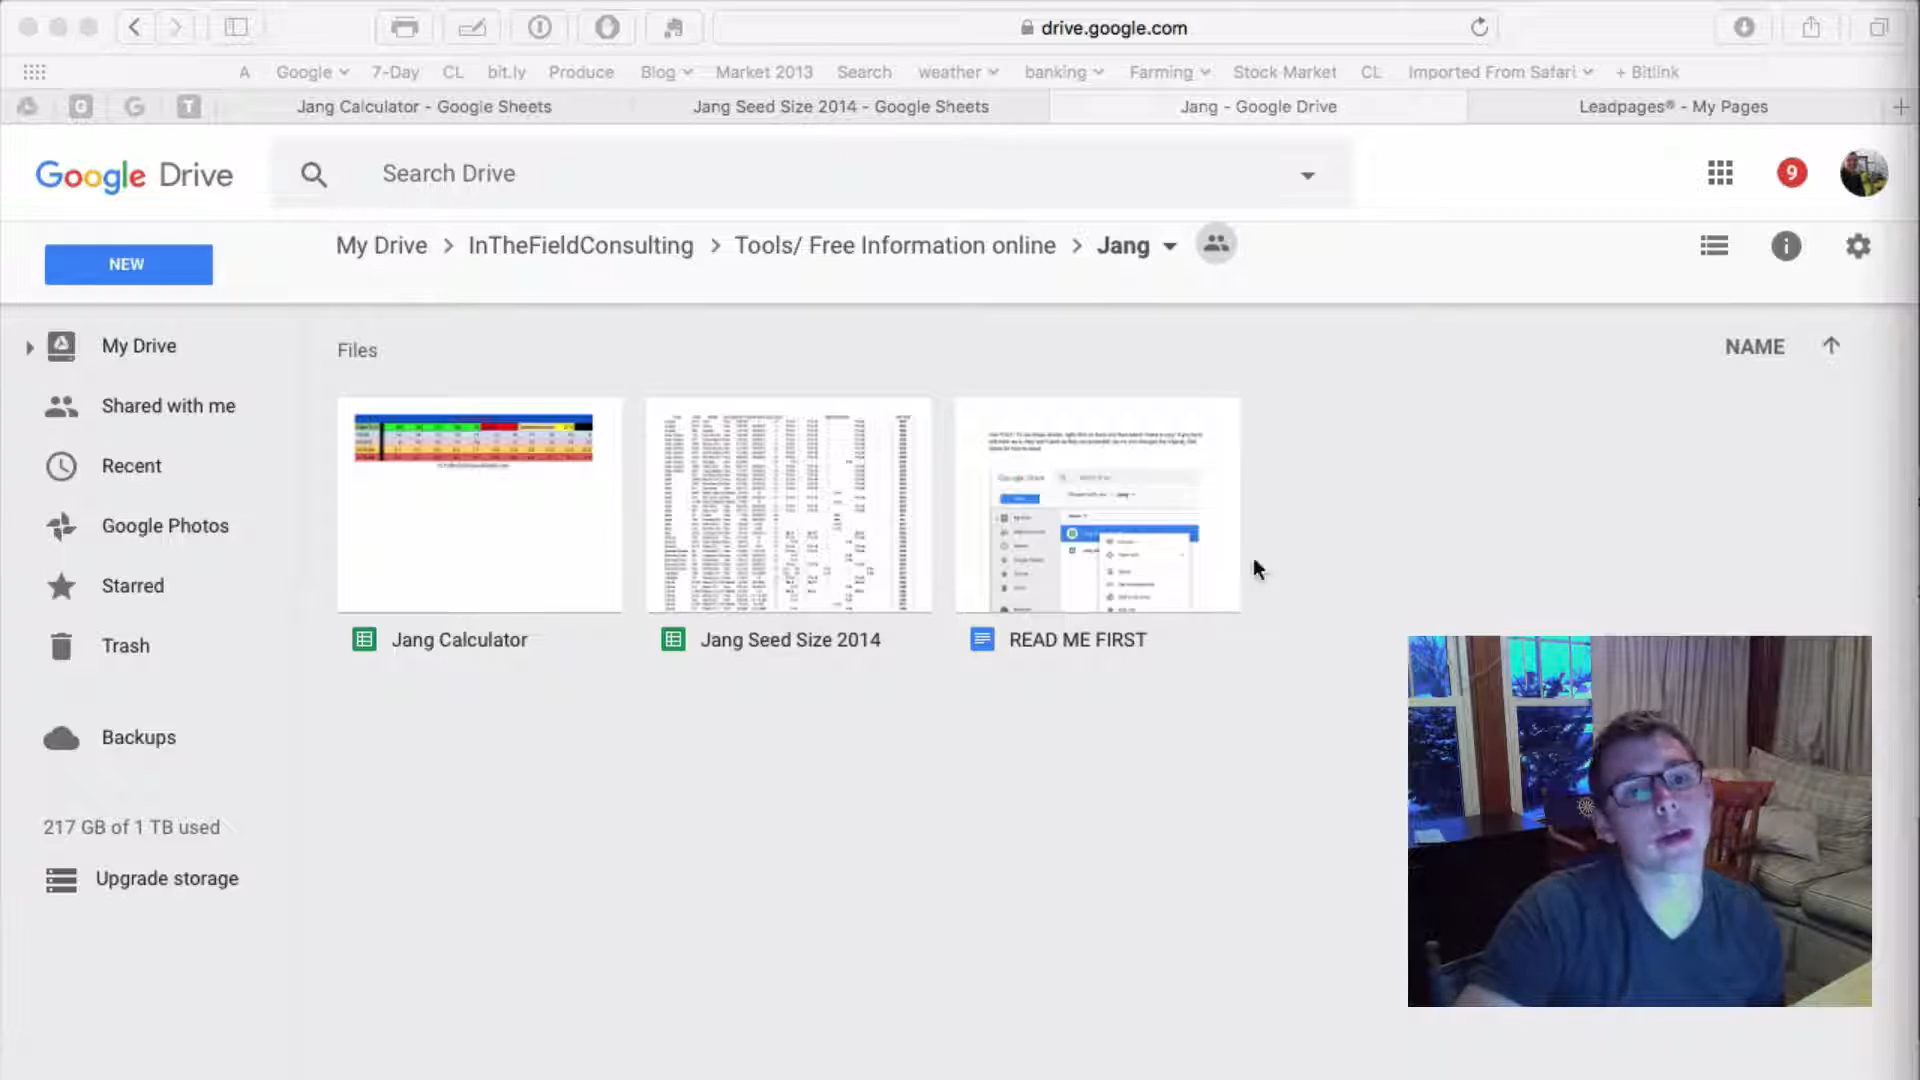 drive.google.com
A Google 7-Day CL bit.ly Produce Blog Market 2013 Search weather banking Farming Stock Market CL Imported From Safari + Bitlink
O G T Jang Calculator - Google Sheets Jang Seed Size 2014 - Google Sheets Jang - Google Drive Leadpages® - My Pages
Google Drive Search Drive 9
NEW My Drive > InTheFieldConsulting > Tools/ Free Information online > Jang
My Drive
Shared with me
Recent
Google Photos
Starred
Trash
Backups
217 GB of 1 TB used
Upgrade storage
Files NAME
Jang Calculator Jang Seed Size 2014 READ ME FIRST